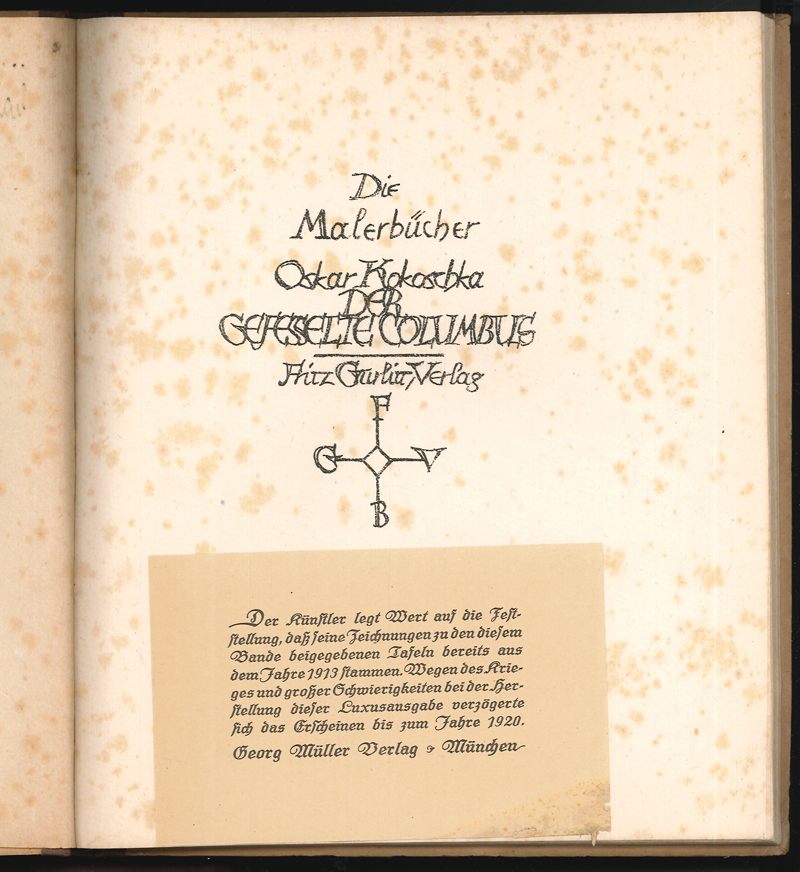 Die
Malerbücher
Oskar Kokoschka
DER
GEFESSELTE COLUMBUS
Fritz Gurlitt, Verlag
F
G V
B
Der Künstler legt Wert auf die Fest-
stellung, daß seine Zeichnungen zu den diesem
Bande beigegebenen Tafeln bereits aus
dem Jahre 1913 stammen. Wegen des Krie-
ges und großer Schwierigkeiten bei der Her-
stellung dieser Luxusausgabe verzögerte
sich das Erscheinen bis zum Jahre 1920.
Georg Müller Verlag München